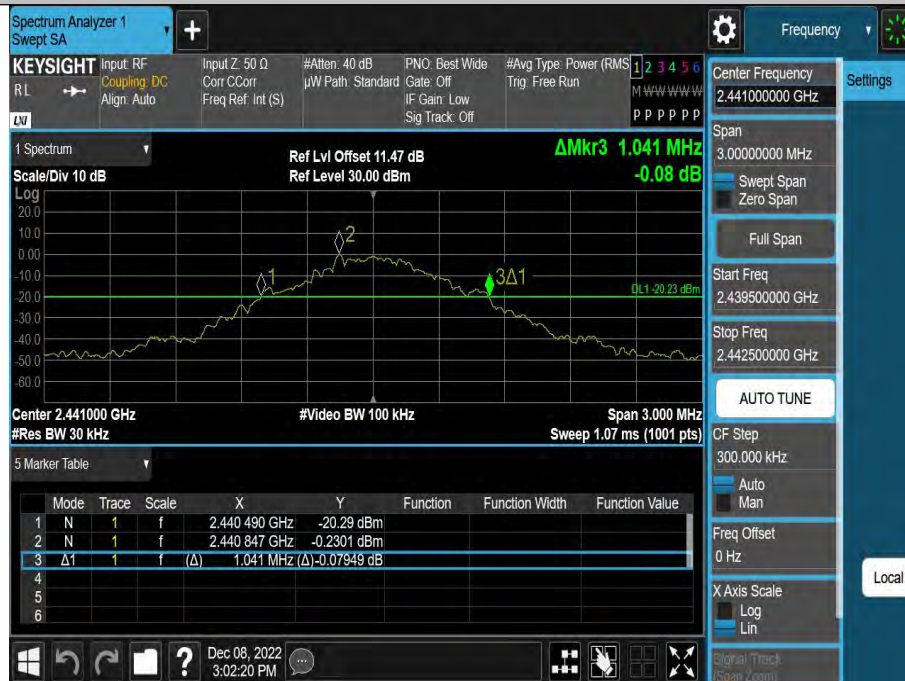 Spectrum Analyzer 1
Swept SA
+
Frequency
KEYSIGHT
RL
LXI
Input: RF
Coupling: DC
Align: Auto
Input Z: 50 Ω
Corr CCorr
Freq Ref: Int (S)
#Atten: 40 dB
µW Path: Standard
PNO: Best Wide
Gate: Off
IF Gain: Low
Sig Track: Off
#Avg Type: Power (RMS
Trig: Free Run
1 2 3 4 5 6
M W W W W W
P P P P P P
1 Spectrum
Scale/Div 10 dB
Ref Lvl Offset 11.47 dB
Ref Level 30.00 dBm
ΔMkr3 1.041 MHz
-0.08 dB
Log
20.0
10.0
0.00
-10.0
-20.0
-30.0
-40.0
-50.0
-60.0
1
2
3Δ1
DL1 -20.23 dBm
Center 2.441000 GHz
#Video BW 100 kHz
Span 3.000 MHz
#Res BW 30 kHz
Sweep 1.07 ms (1001 pts)
5 Marker Table
Mode Trace Scale X Y Function Function Width Function Value
1 N 1 f 2.440 490 GHz -20.29 dBm
2 N 1 f 2.440 847 GHz -0.2301 dBm
3 Δ1 1 f (Δ) 1.041 MHz (Δ) -0.07949 dB
4
5
6
?
Dec 08, 2022
3:02:20 PM
Center Frequency
2.441000000 GHz
Span
3.00000000 MHz
Swept Span
Zero Span
Full Span
Start Freq
2.439500000 GHz
Stop Freq
2.442500000 GHz
AUTO TUNE
CF Step
300.000 kHz
Auto
Man
Freq Offset
0 Hz
X Axis Scale
Log
Lin
Signal Track
(Span Zoom)
Settings
Local